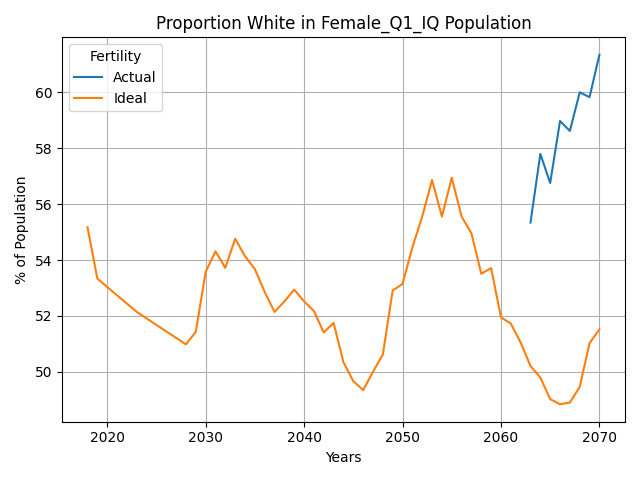 Proportion White in Female_Q1_IQ Population
Fertility
Actual
Ideal
% of Population
60
58
56
54
52
50
2020 2030 2040 2050 2060 2070
Years